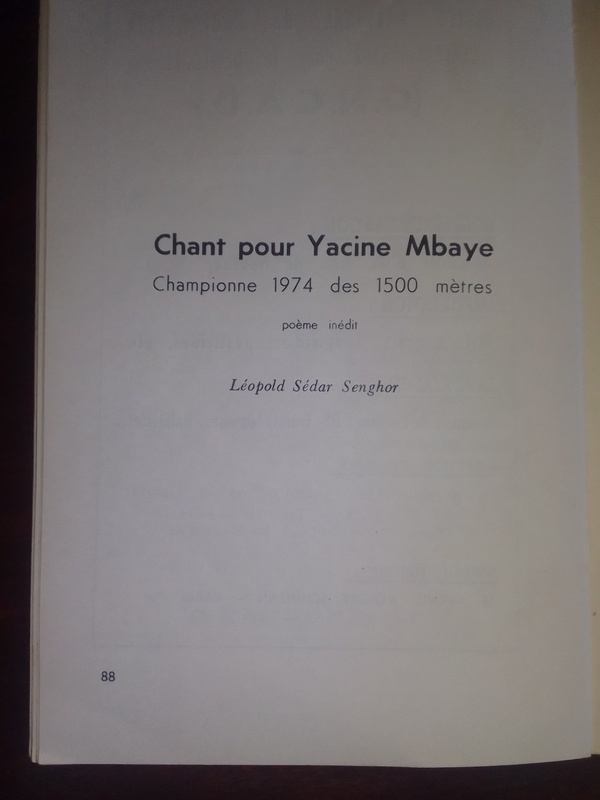 Chant pour Yacine Mbaye
Championne 1974 des 1500 mètres
poème inédit
Léopold Sédar Senghor
88